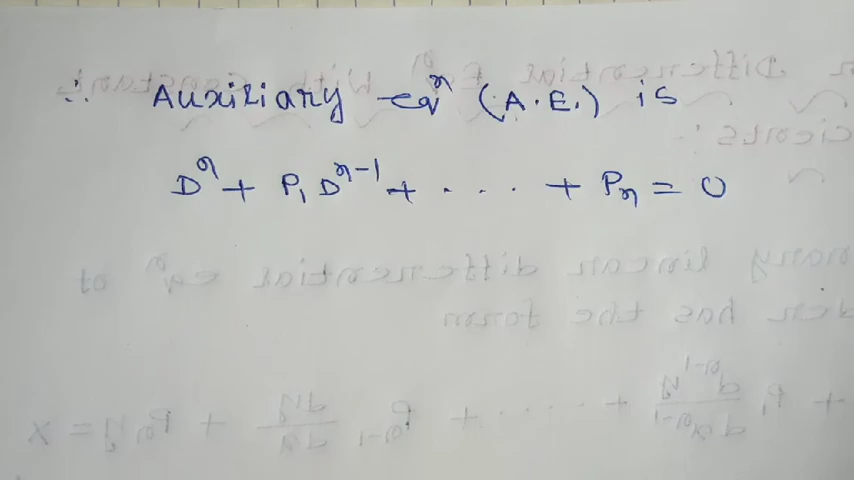 ∴ Auxiliary eqⁿ (A.E.) is
Dⁿ + P₁Dⁿ⁻¹ + . . . + Pₙ = 0